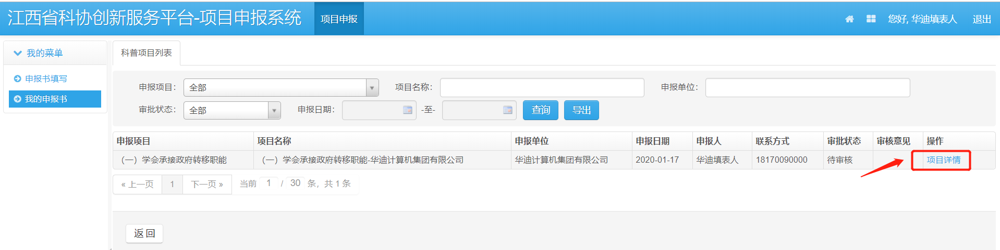 江西省科协创新服务平台-项目申报系统 项目申报 您好, 华迪填表人 退出
我的菜单
申报书填写
我的申报书
科普项目列表
申报项目： 全部 项目名称： 申报单位：
审批状态： 全部 申报日期： -至- 查询 导出
申报项目 项目名称 申报单位 申报日期 申报人 联系方式 审批状态 审核意见 操作
（一）学会承接政府转移职能 （一）学会承接政府转移职能-华迪计算机集团有限公司 华迪计算机集团有限公司 2020-01-17 华迪填表人 18170090000 待审核 项目详情
« 上一页 1 下一页 » 当前 1 / 30 条，共 1 条
返 回